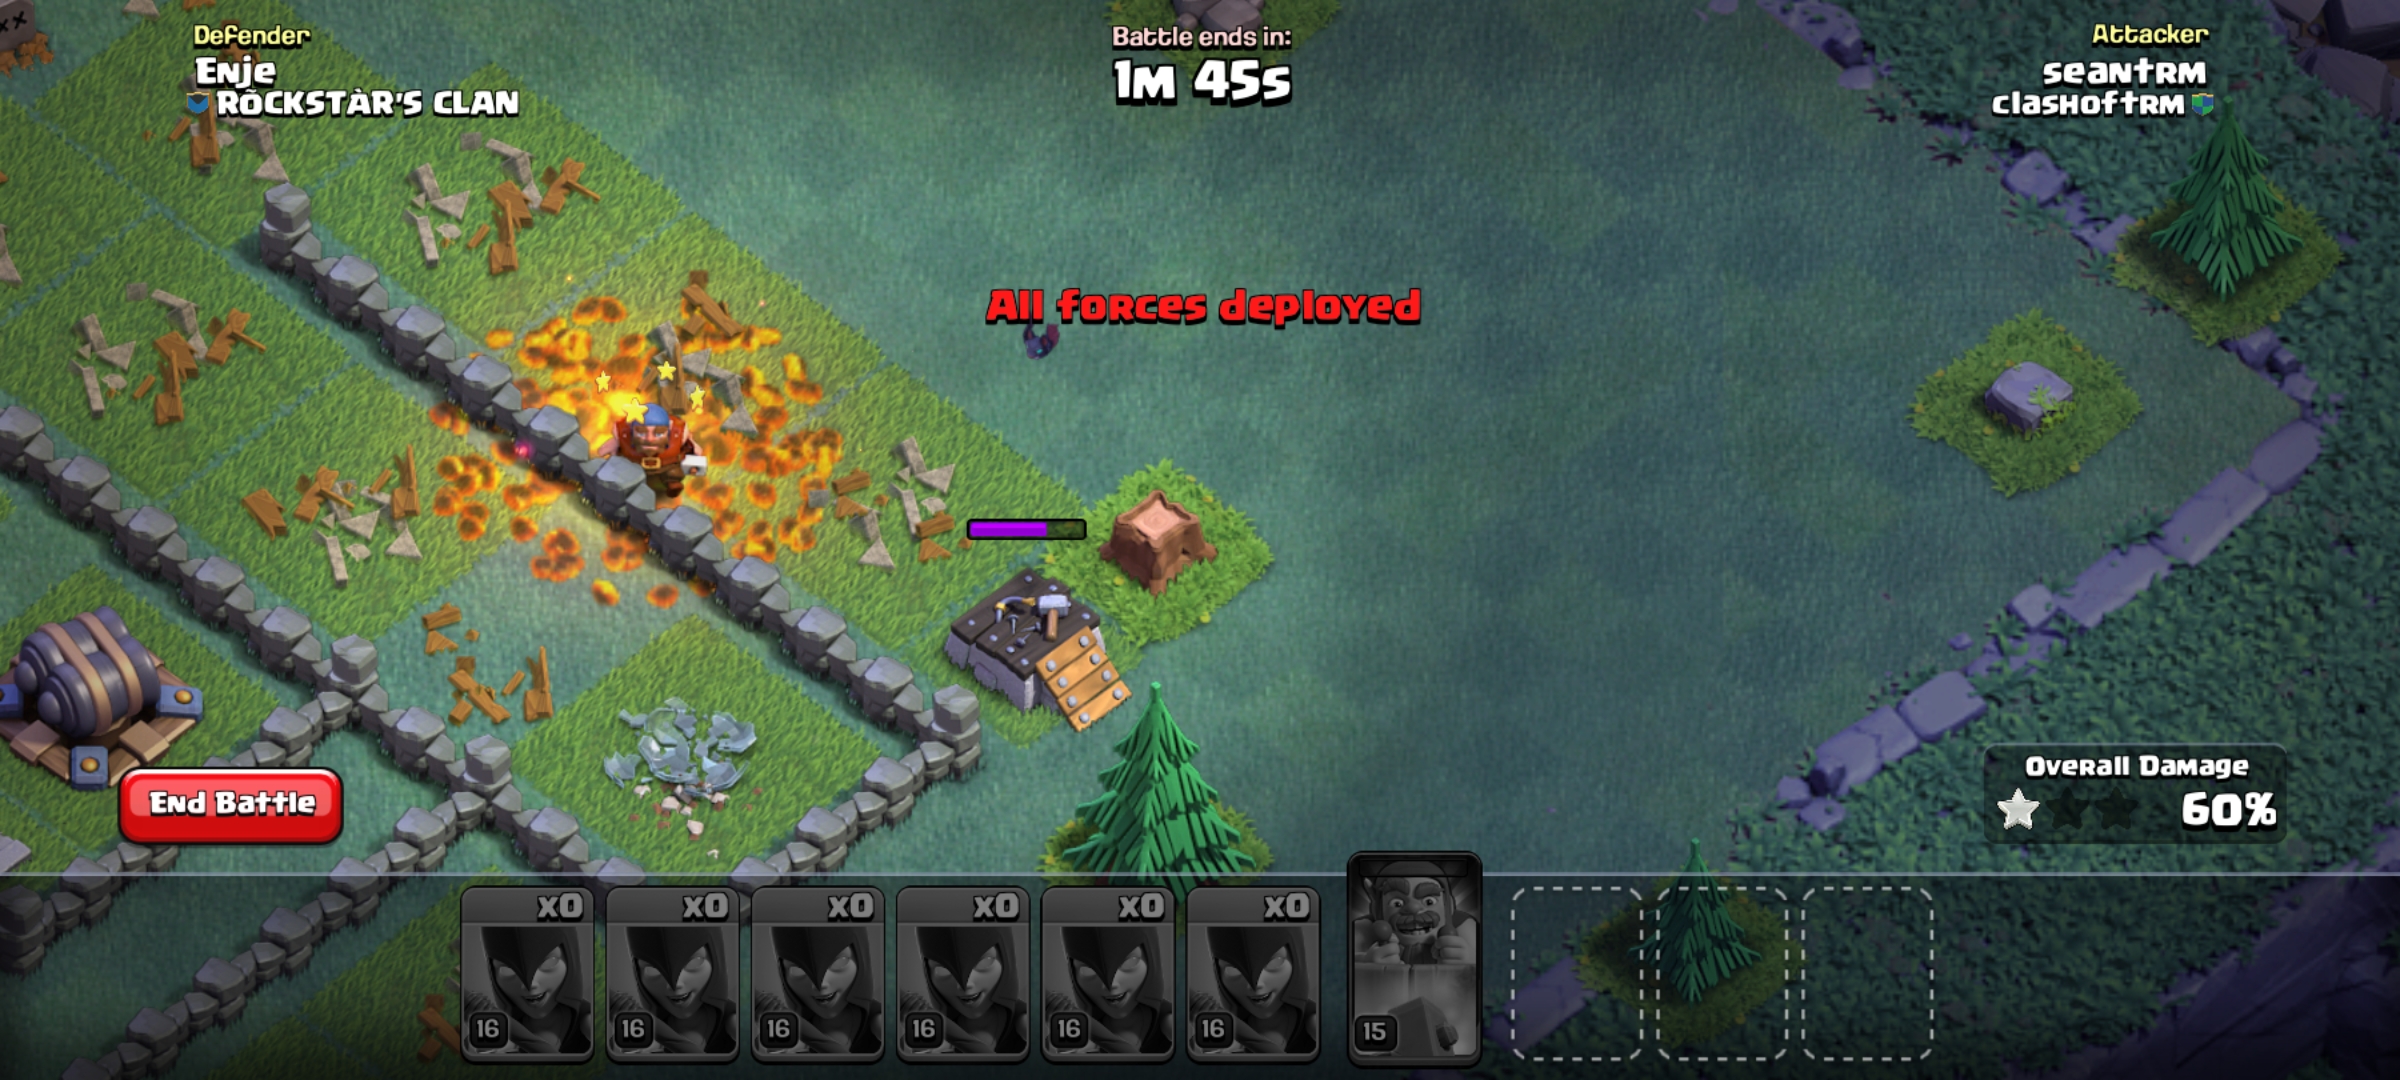 Defender
Enje
RÕCKSTÀR'S CLAN
Battle ends in:
1M 45s
Attacker
seantrm
clashoftrm
All forces deployed
End Battle
Overall Damage
60%
x0
x0
x0
x0
x0
x0
16
16
16
16
16
16
15